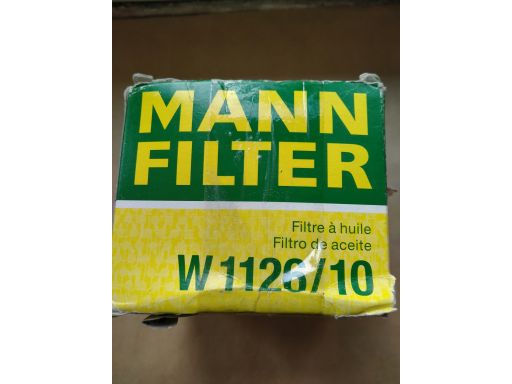 MANN
FILTER
Filtre à huile
Filtro de aceite
W 1126/10